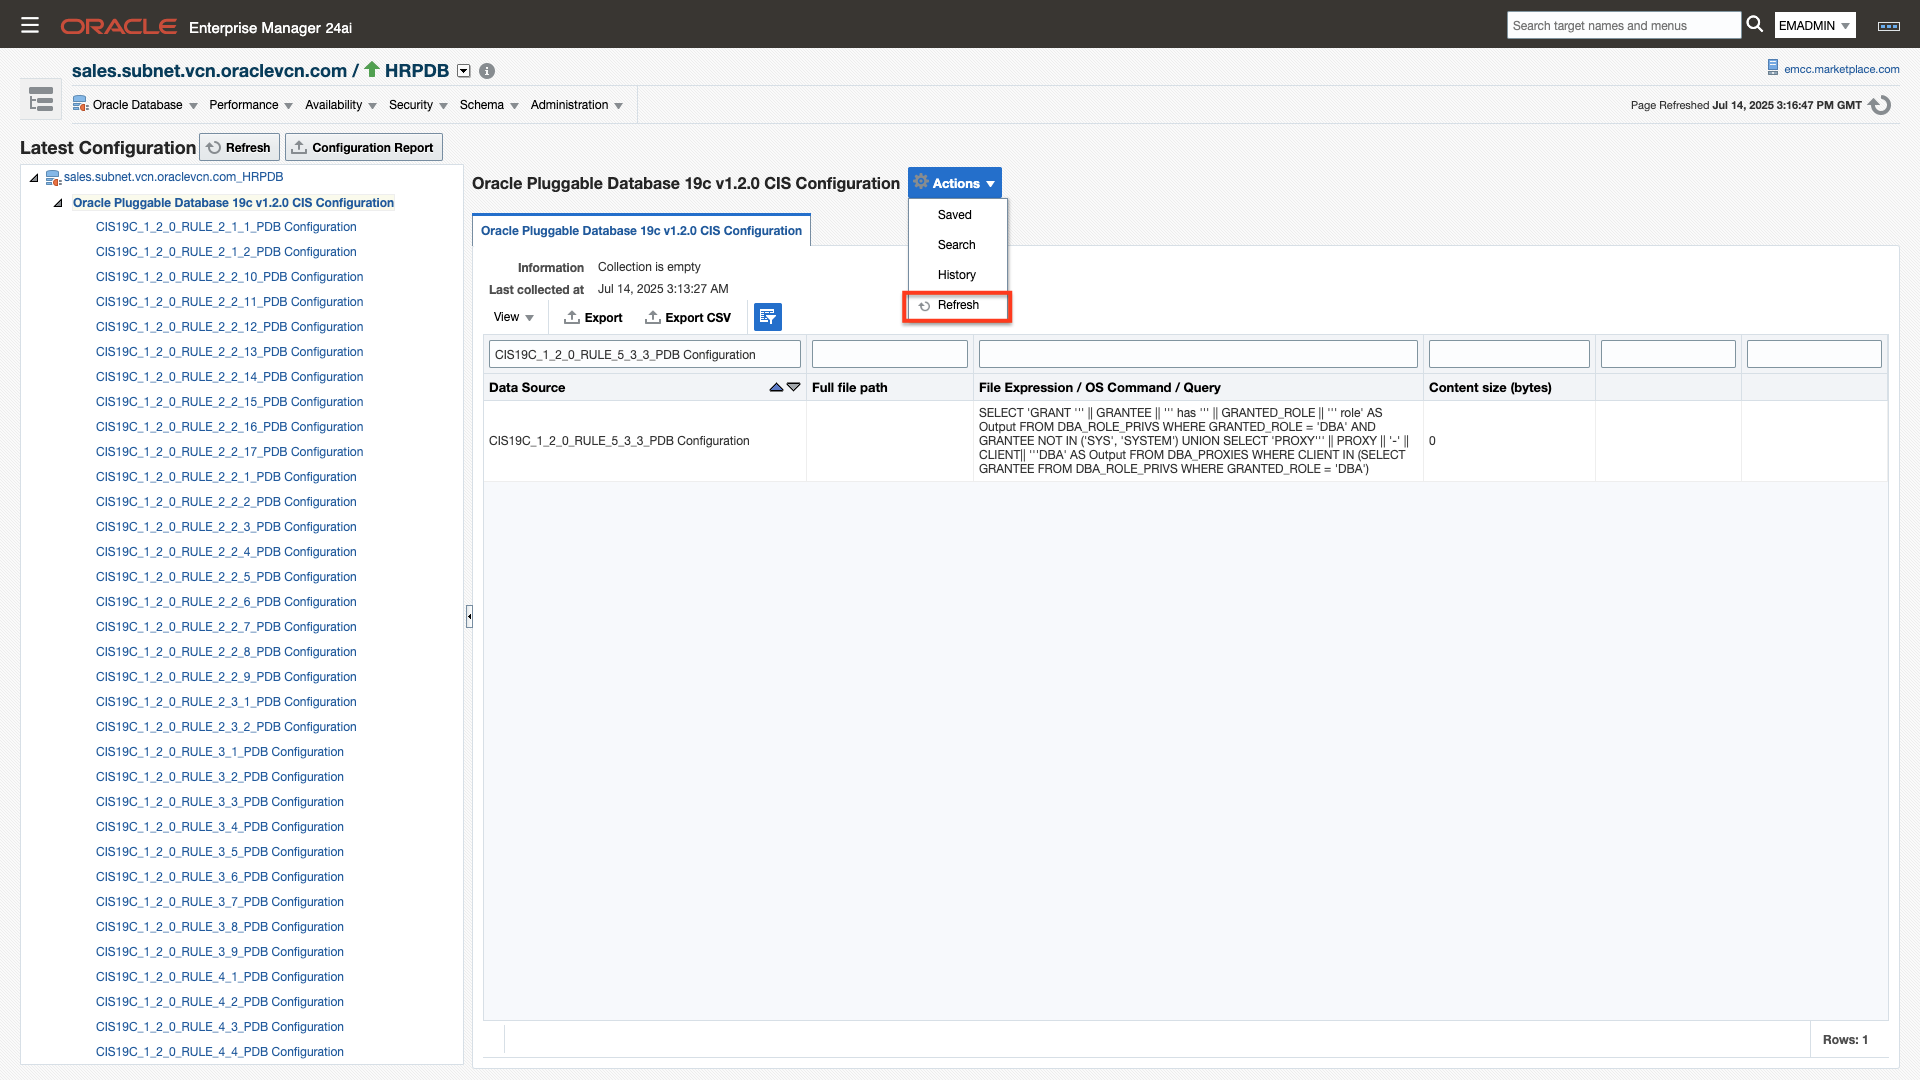 ORACLE Enterprise Manager 24ai
Search target names and menus
EMADMIN
sales.subnet.vcn.oraclevcn.com / HRPDB
emcc.marketplace.com
Oracle Database Performance Availability Security Schema Administration
Page Refreshed Jul 14, 2025 3:16:47 PM GMT
Latest Configuration Refresh Configuration Report
sales.subnet.vcn.oraclevcn.com_HRPDB
Oracle Pluggable Database 19c v1.2.0 CIS Configuration
CIS19C_1_2_0_RULE_2_1_1_PDB Configuration
CIS19C_1_2_0_RULE_2_1_2_PDB Configuration
CIS19C_1_2_0_RULE_2_2_10_PDB Configuration
CIS19C_1_2_0_RULE_2_2_11_PDB Configuration
CIS19C_1_2_0_RULE_2_2_12_PDB Configuration
CIS19C_1_2_0_RULE_2_2_13_PDB Configuration
CIS19C_1_2_0_RULE_2_2_14_PDB Configuration
CIS19C_1_2_0_RULE_2_2_15_PDB Configuration
CIS19C_1_2_0_RULE_2_2_16_PDB Configuration
CIS19C_1_2_0_RULE_2_2_17_PDB Configuration
CIS19C_1_2_0_RULE_2_2_1_PDB Configuration
CIS19C_1_2_0_RULE_2_2_2_PDB Configuration
CIS19C_1_2_0_RULE_2_2_3_PDB Configuration
CIS19C_1_2_0_RULE_2_2_4_PDB Configuration
CIS19C_1_2_0_RULE_2_2_5_PDB Configuration
CIS19C_1_2_0_RULE_2_2_6_PDB Configuration
CIS19C_1_2_0_RULE_2_2_7_PDB Configuration
CIS19C_1_2_0_RULE_2_2_8_PDB Configuration
CIS19C_1_2_0_RULE_2_2_9_PDB Configuration
CIS19C_1_2_0_RULE_2_3_1_PDB Configuration
CIS19C_1_2_0_RULE_2_3_2_PDB Configuration
CIS19C_1_2_0_RULE_3_1_PDB Configuration
CIS19C_1_2_0_RULE_3_2_PDB Configuration
CIS19C_1_2_0_RULE_3_3_PDB Configuration
CIS19C_1_2_0_RULE_3_4_PDB Configuration
CIS19C_1_2_0_RULE_3_5_PDB Configuration
CIS19C_1_2_0_RULE_3_6_PDB Configuration
CIS19C_1_2_0_RULE_3_7_PDB Configuration
CIS19C_1_2_0_RULE_3_8_PDB Configuration
CIS19C_1_2_0_RULE_3_9_PDB Configuration
CIS19C_1_2_0_RULE_4_1_PDB Configuration
CIS19C_1_2_0_RULE_4_2_PDB Configuration
CIS19C_1_2_0_RULE_4_3_PDB Configuration
CIS19C_1_2_0_RULE_4_4_PDB Configuration
Oracle Pluggable Database 19c v1.2.0 CIS Configuration Actions
Saved
Search
History
Refresh
Oracle Pluggable Database 19c v1.2.0 CIS Configuration
Information Collection is empty
Last collected at Jul 14, 2025 3:13:27 AM
View Export Export CSV
CIS19C_1_2_0_RULE_5_3_3_PDB Configuration
Data Source Full file path File Expression / OS Command / Query Content size (bytes)
CIS19C_1_2_0_RULE_5_3_3_PDB Configuration
SELECT 'GRANT ''' || GRANTEE || ''' has ''' || GRANTED_ROLE || ''' role' AS
Output FROM DBA_ROLE_PRIVS WHERE GRANTED_ROLE = 'DBA' AND
GRANTEE NOT IN ('SYS', 'SYSTEM') UNION SELECT 'PROXY''' || PROXY || '-' ||
CLIENT|| '''DBA' AS Output FROM DBA_PROXIES WHERE CLIENT IN (SELECT
GRANTEE FROM DBA_ROLE_PRIVS WHERE GRANTED_ROLE = 'DBA')
0
Rows: 1